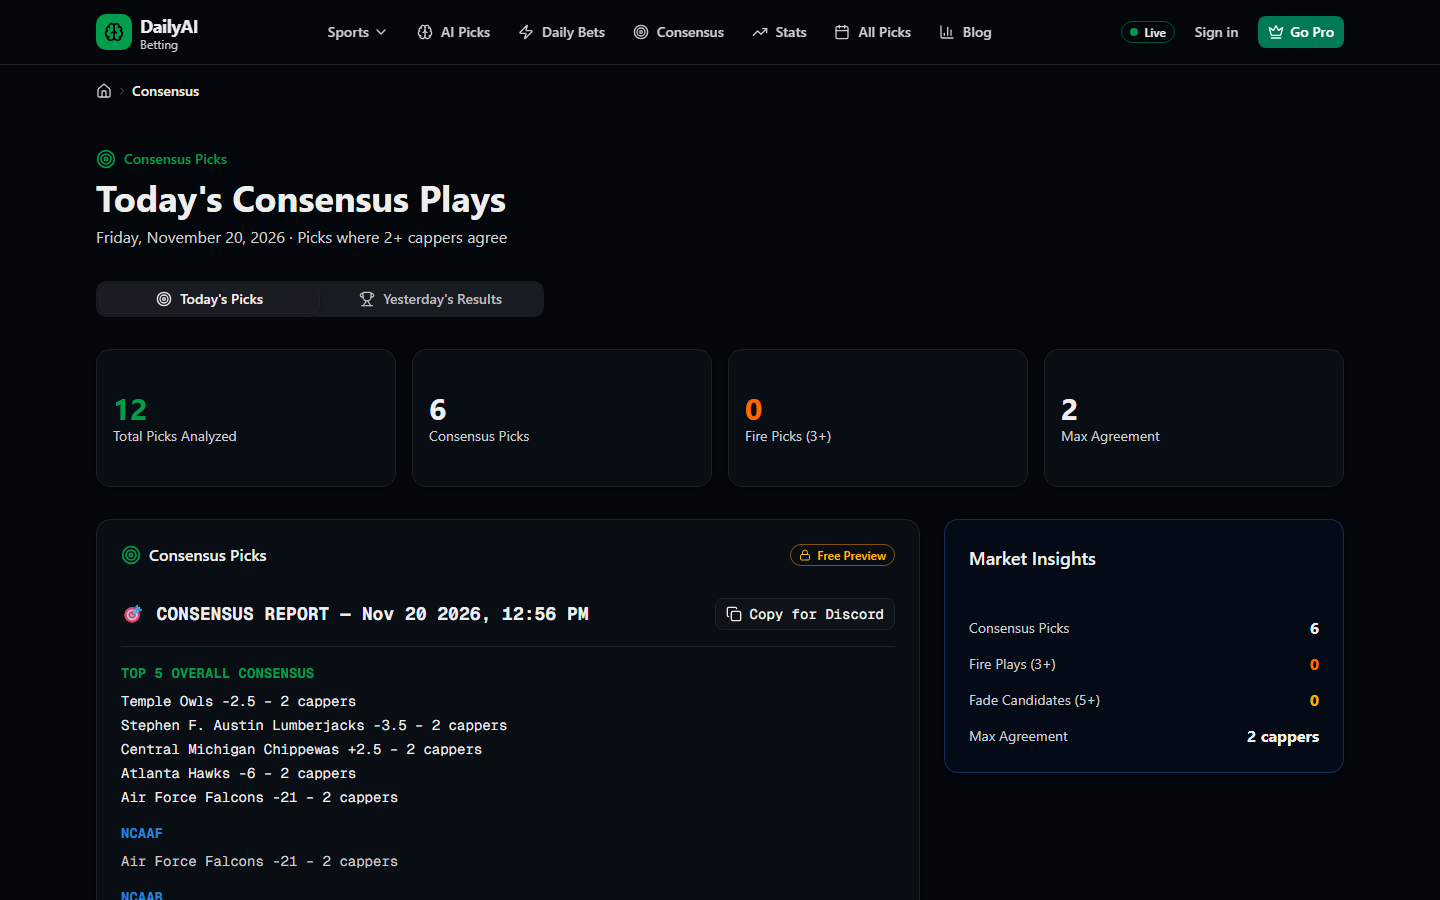 DailyAI
Betting
Sports
AI Picks
Daily Bets
Consensus
Stats
All Picks
Blog
Live
Sign in
Go Pro
Consensus
Consensus Picks
Today's Consensus Plays
Friday, November 20, 2026 · Picks where 2+ cappers agree
Today's Picks
Yesterday's Results
12
Total Picks Analyzed
6
Consensus Picks
0
Fire Picks (3+)
2
Max Agreement
Consensus Picks
Free Preview
CONSENSUS REPORT — Nov 20 2026, 12:56 PM
Copy for Discord
TOP 5 OVERALL CONSENSUS
Temple Owls -2.5 – 2 cappers
Stephen F. Austin Lumberjacks -3.5 – 2 cappers
Central Michigan Chippewas +2.5 – 2 cappers
Atlanta Hawks -6 – 2 cappers
Air Force Falcons -21 – 2 cappers
NCAAF
Air Force Falcons -21 – 2 cappers
NCAAB
Market Insights
Consensus Picks 6
Fire Plays (3+) 0
Fade Candidates (5+) 0
Max Agreement 2 cappers